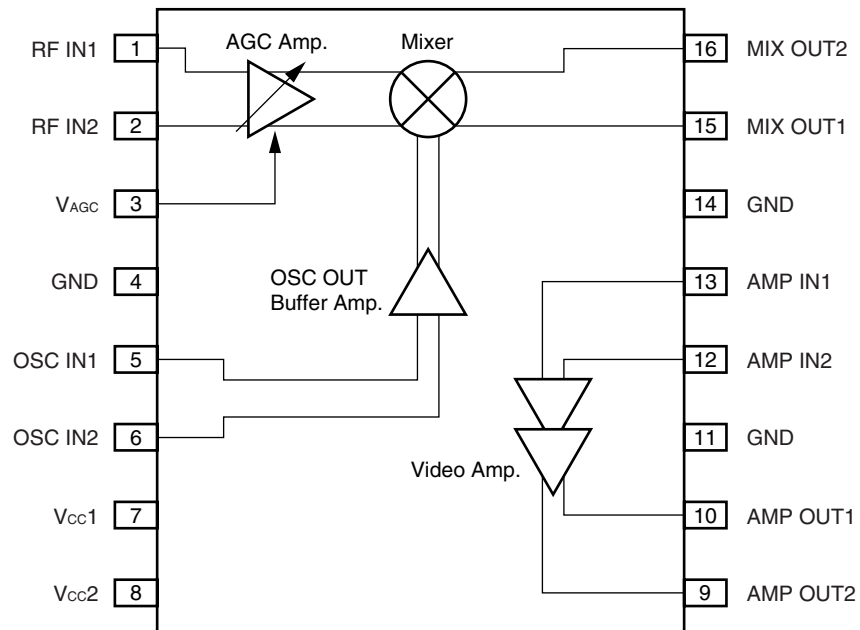 AGC Amp.
Mixer
RF IN1
1
16
MIX OUT2
RF IN2
2
15
MIX OUT1
VAGC
3
14
GND
GND
4
OSC OUT
Buffer Amp.
13
AMP IN1
OSC IN1
5
12
AMP IN2
OSC IN2
6
11
GND
Video Amp.
VCC1
7
10
AMP OUT1
VCC2
8
9
AMP OUT2